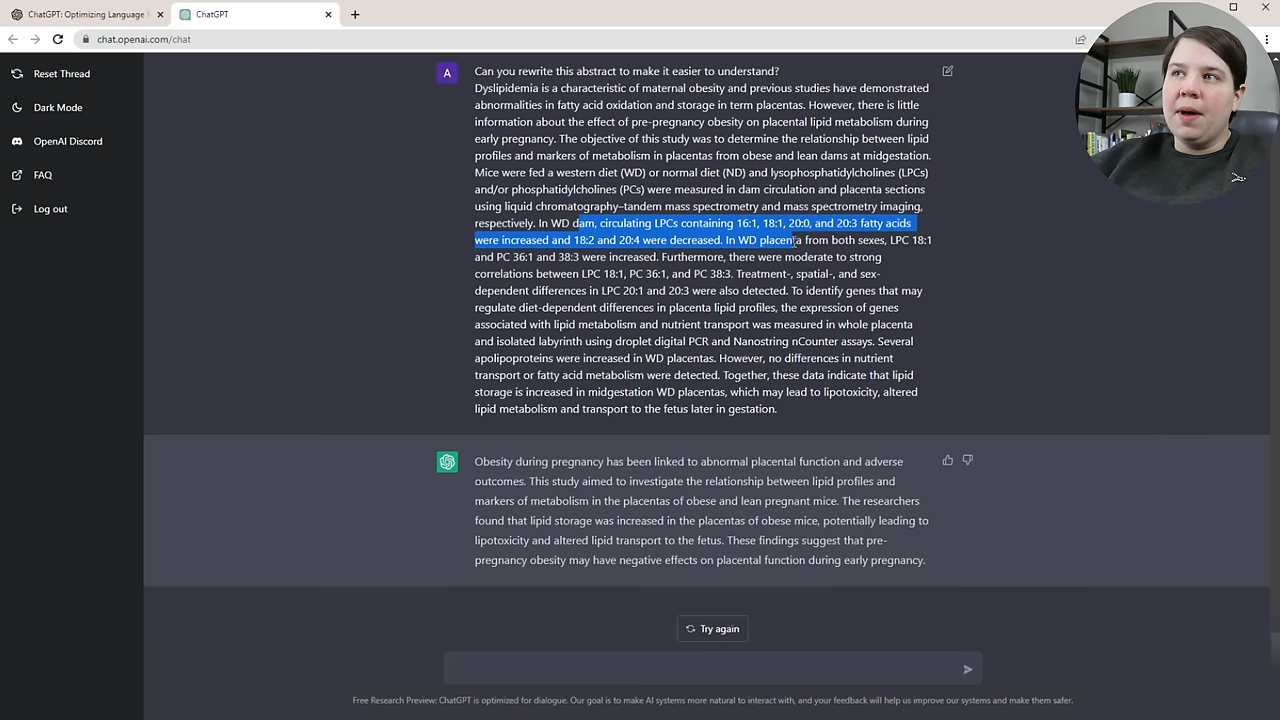 ChatGPT: Optimizing Language
ChatGPT
chat.openai.com/chat
Reset Thread
Dark Mode
OpenAI Discord
FAQ
Log out
A
Can you rewrite this abstract to make it easier to understand?
Dyslipidemia is a characteristic of maternal obesity and previous studies have demonstrated
abnormalities in fatty acid oxidation and storage in term placentas. However, there is little
information about the effect of pre-pregnancy obesity on placental lipid metabolism during
early pregnancy. The objective of this study was to determine the relationship between lipid
profiles and markers of metabolism in placentas from obese and lean dams at midgestation.
Mice were fed a western diet (WD) or normal diet (ND) and lysophosphatidylcholines (LPCs)
and/or phosphatidylcholines (PCs) were measured in dam circulation and placenta sections
using liquid chromatography–tandem mass spectrometry and mass spectrometry imaging,
respectively. In WD dam, circulating LPCs containing 16:1, 18:1, 20:0, and 20:3 fatty acids
were increased and 18:2 and 20:4 were decreased. In WD placenta from both sexes, LPC 18:1
and PC 36:1 and 38:3 were increased. Furthermore, there were moderate to strong
correlations between LPC 18:1, PC 36:1, and PC 38:3. Treatment-, spatial-, and sex-
dependent differences in LPC 20:1 and 20:3 were also detected. To identify genes that may
regulate diet-dependent differences in placenta lipid profiles, the expression of genes
associated with lipid metabolism and nutrient transport was measured in whole placenta
and isolated labyrinth using droplet digital PCR and Nanostring nCounter assays. Several
apolipoproteins were increased in WD placentas. However, no differences in nutrient
transport or fatty acid metabolism were detected. Together, these data indicate that lipid
storage is increased in midgestation WD placentas, which may lead to lipotoxicity, altered
lipid metabolism and transport to the fetus later in gestation.
Obesity during pregnancy has been linked to abnormal placental function and adverse
outcomes. This study aimed to investigate the relationship between lipid profiles and
markers of metabolism in the placentas of obese and lean pregnant mice. The researchers
found that lipid storage was increased in the placentas of obese mice, potentially leading to
lipotoxicity and altered lipid transport to the fetus. These findings suggest that pre-
pregnancy obesity may have negative effects on placental function during early pregnancy.
Try again
Free Research Preview: ChatGPT is optimized for dialogue. Our goal is to make AI systems more natural to interact with, and your feedback will help us improve our systems and make them safer.